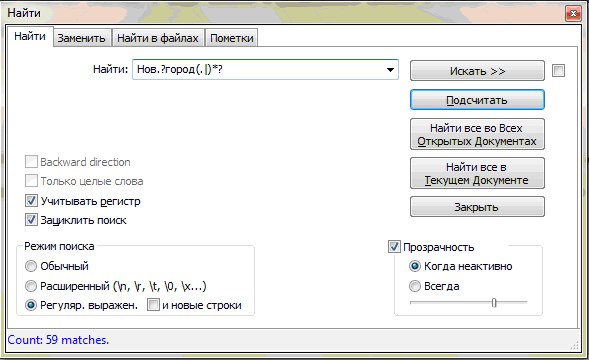 Найти
Найти Заменить Найти в файлах Пометки
Найти: Нов.?город(.|)*?
Искать >>
Подсчитать
Найти все во Всех
Открытых Документах
Найти все в
Текущем Документе
Закрыть
Backward direction
Только целые слова
Учитывать регистр
Зациклить поиск
Режим поиска
Обычный
Расширенный (\n, \r, \t, \0, \x...)
Регуляр. выражен. и новые строки
Прозрачность
Когда неактивно
Всегда
Count: 59 matches.